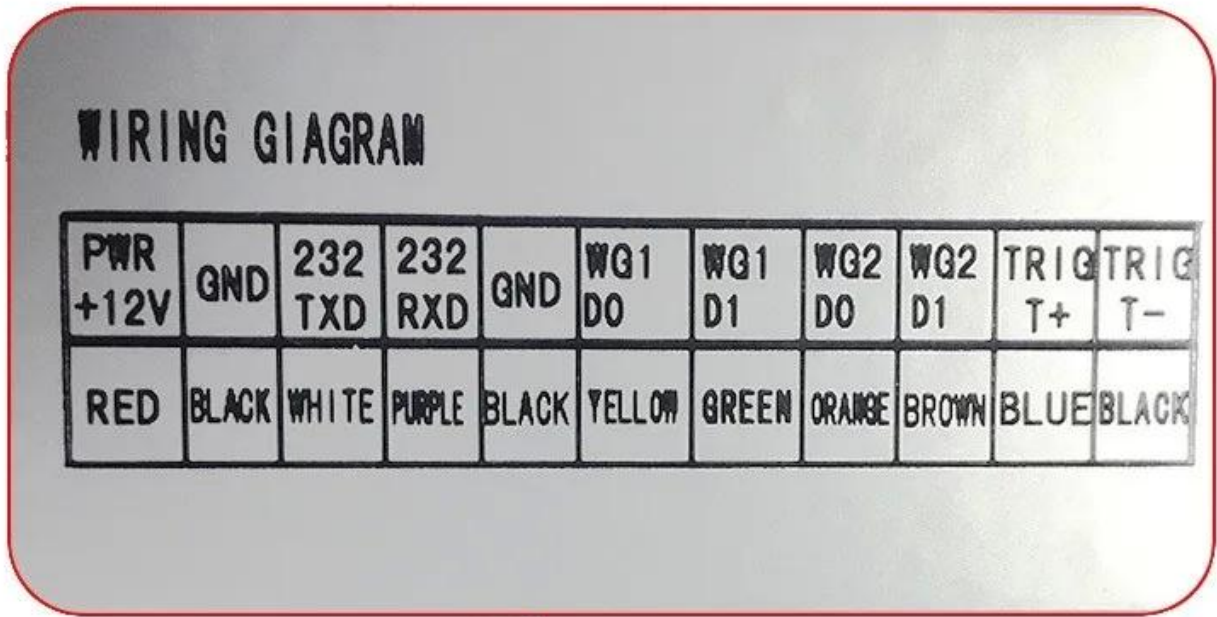 WIRING GIAGRAM
PWR +12V GND 232 TXD 232 RXD GND WG1 D0 WG1 D1 WG2 D0 WG2 D1 TRIG T+ TRIG T-
RED BLACK WHITE PURPLE BLACK YELLOW GREEN ORANGE BROWN BLUE BLACK